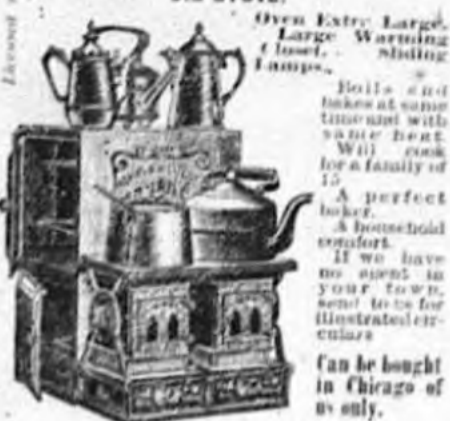 Oven Extra Large.
Large Warming
Closet. Sliding
Lamps.
Boils and
bakes at same
time and with
same heat.
Will cook
for a family of
15.
A perfect
baker.
A household
comfort.
If we have
no agent in
your town,
send to us for
illustrated cir-
culars
Can be bought
in Chicago of
us only.